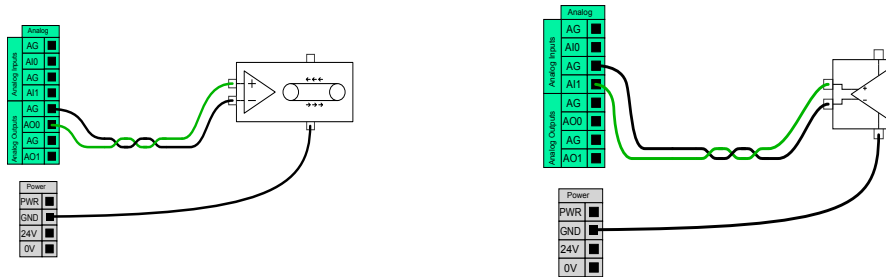 Analog
Analog Inputs
AG
AI0
AG
AI1
Analog Outputs
AG
AO0
AG
AO1
+
−
Power
PWR
GND
24V
0V
Analog
Analog Inputs
AG
AI0
AG
AI1
Analog Outputs
AG
AO0
AG
AO1
+
−
Power
PWR
GND
24V
0V